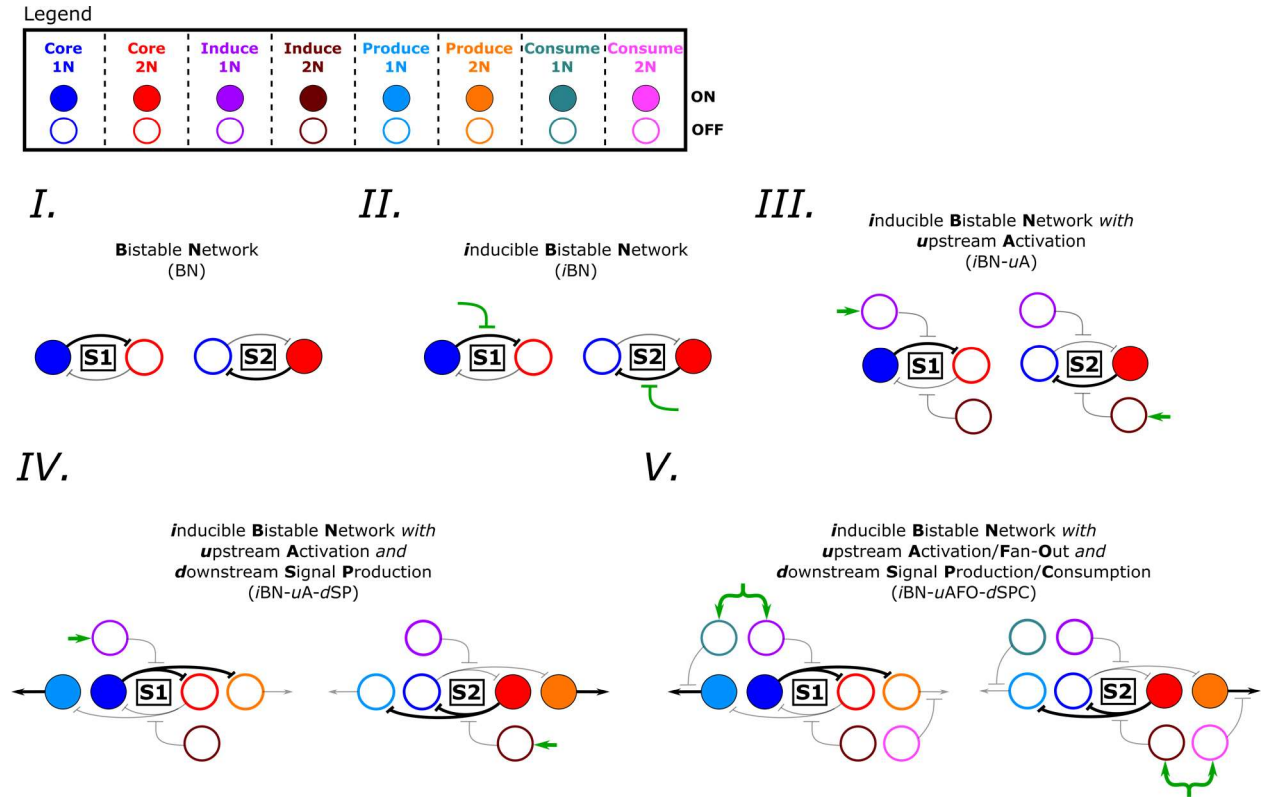 Legend
Core Core Induce Induce Produce Produce Consume Consume
1N 2N 1N 2N 1N 2N 1N 2N
ON
OFF
I.
Bistable Network
(BN)
S1 S2
II.
inducible Bistable Network
(iBN)
S1 S2
III.
inducible Bistable Network with
upstream Activation
(iBN-uA)
S1 S2
IV.
inducible Bistable Network with
upstream Activation and
downstream Signal Production
(iBN-uA-dSP)
S1 S2
V.
inducible Bistable Network with
upstream Activation/Fan-Out and
downstream Signal Production/Consumption
(iBN-uAFO-dSPC)
S1 S2